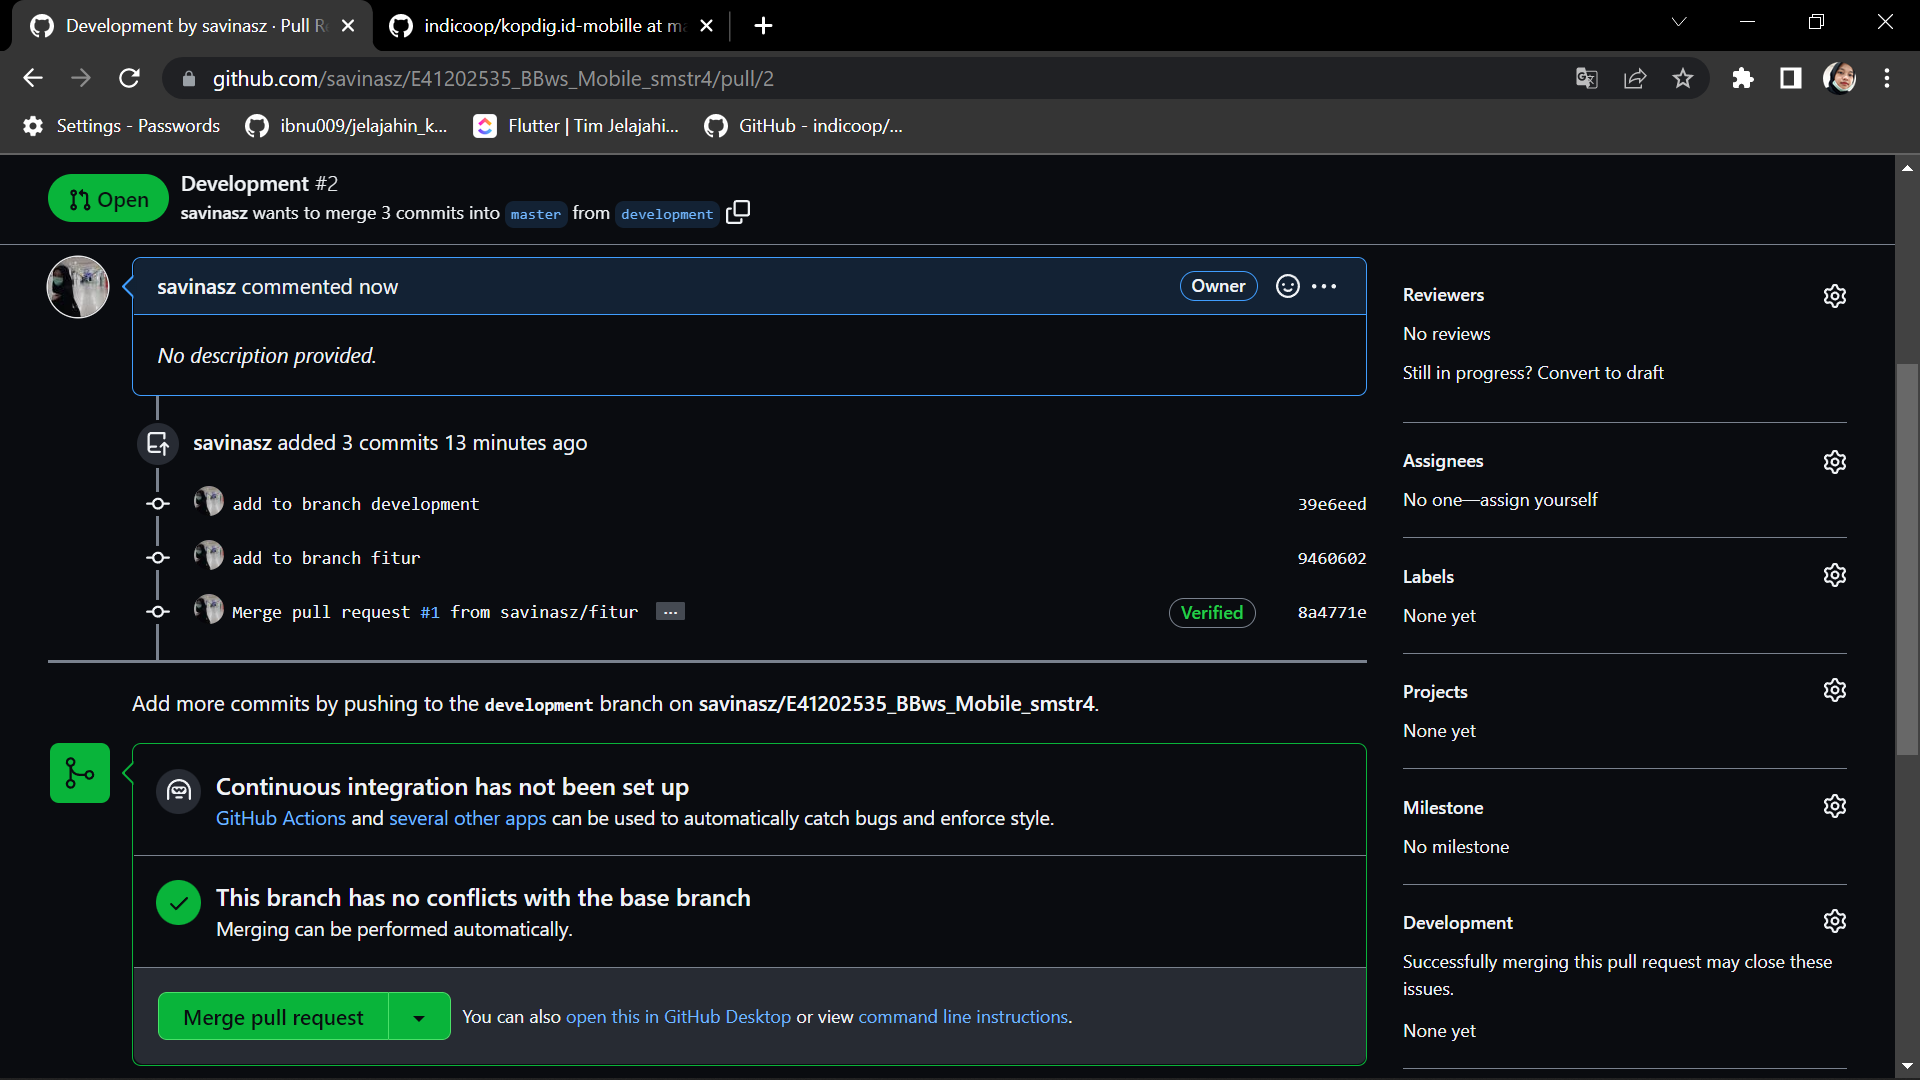 Development by savinasz · Pull R
indicoop/kopdig.id-mobille at ma
github.com/savinasz/E41202535_BBws_Mobile_smstr4/pull/2
Settings - Passwords
ibnu009/jelajahin_k...
Flutter | Tim Jelajahi...
GitHub - indicoop/...
Open
Development #2
savinasz wants to merge 3 commits into master from development
savinasz commented now
Owner
No description provided.
savinasz added 3 commits 13 minutes ago
add to branch development
39e6eed
add to branch fitur
9460602
Merge pull request #1 from savinasz/fitur ...
Verified
8a4771e
Add more commits by pushing to the development branch on savinasz/E41202535_BBws_Mobile_smstr4.
Continuous integration has not been set up
GitHub Actions and several other apps can be used to automatically catch bugs and enforce style.
This branch has no conflicts with the base branch
Merging can be performed automatically.
Merge pull request
You can also open this in GitHub Desktop or view command line instructions.
Reviewers
No reviews
Still in progress? Convert to draft
Assignees
No one—assign yourself
Labels
None yet
Projects
None yet
Milestone
No milestone
Development
Successfully merging this pull request may close these
issues.
None yet